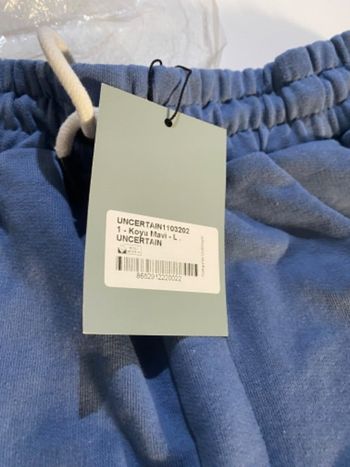 UNCERTAIN1103202
1 - Koyu Mavi - L .
UNCERTAIN
8682912220022